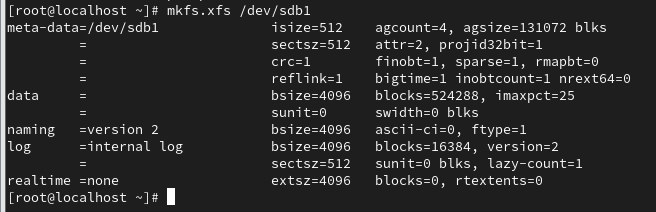 [root@localhost ~]# mkfs.xfs /dev/sdb1
meta-data=/dev/sdb1              isize=512    agcount=4, agsize=131072 blks
         =                       sectsz=512   attr=2, projid32bit=1
         =                       crc=1        finobt=1, sparse=1, rmapbt=0
         =                       reflink=1    bigtime=1 inobtcount=1 nrext64=0
data     =                       bsize=4096   blocks=524288, imaxpct=25
         =                       sunit=0      swidth=0 blks
naming   =version 2              bsize=4096   ascii-ci=0, ftype=1
log      =internal log           bsize=4096   blocks=16384, version=2
         =                       sectsz=512   sunit=0 blks, lazy-count=1
realtime =none                   extsz=4096   blocks=0, rtextents=0
[root@localhost ~]#